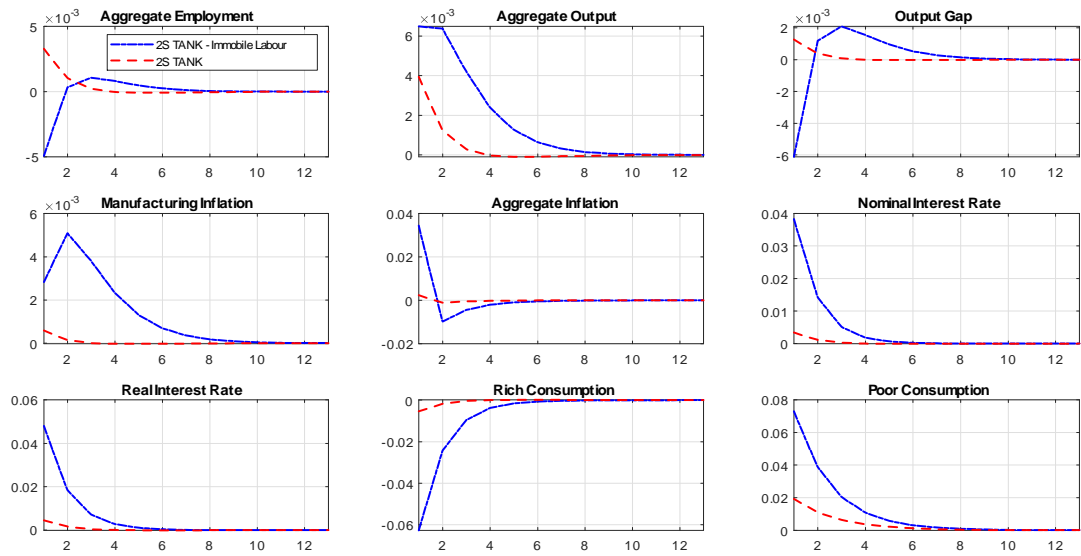 Aggregate Employment
×10⁻³
5
0
-5
2 4 6 8 10 12
2S TANK - Immobile Labour
2S TANK
Aggregate Output
×10⁻³
6
4
2
0
2 4 6 8 10 12
Output Gap
×10⁻³
2
0
-2
-4
-6
2 4 6 8 10 12
Manufacturing Inflation
×10⁻³
6
4
2
0
2 4 6 8 10 12
Aggregate Inflation
0.04
0.02
0
-0.02
2 4 6 8 10 12
Nominal Interest Rate
0.04
0.03
0.02
0.01
0
2 4 6 8 10 12
Real Interest Rate
0.06
0.04
0.02
0
2 4 6 8 10 12
Rich Consumption
0
-0.02
-0.04
-0.06
2 4 6 8 10 12
Poor Consumption
0.08
0.06
0.04
0.02
0
2 4 6 8 10 12